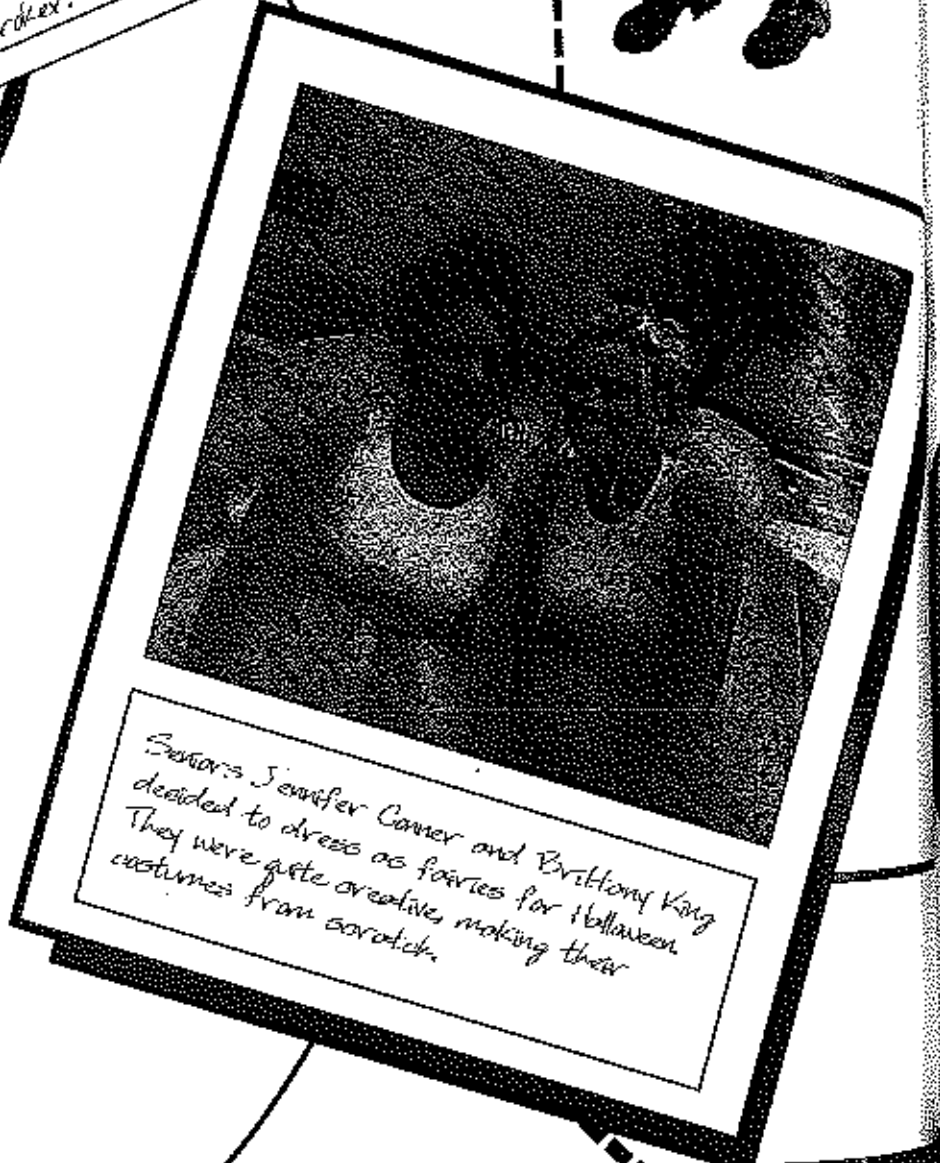 Seniors Jennifer Conner and Brittany King
decided to dress as fairies for Halloween.
They were quite creative, making their
costumes from scratch.